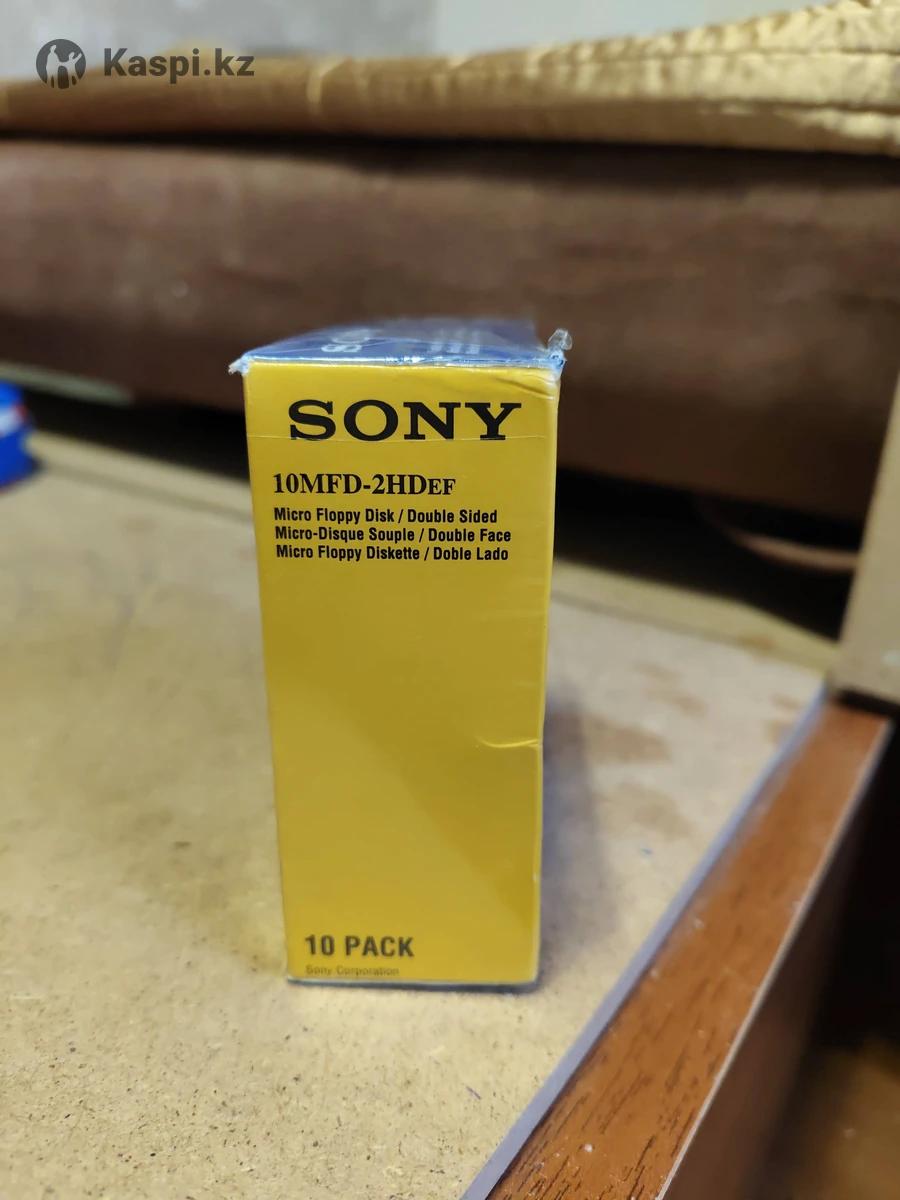 Kaspi.kz
SONY
10MFD-2HDEF
Micro Floppy Disk / Double Sided
Micro-Disque Souple / Double Face
Micro Floppy Diskette / Doble Lado
10 PACK
Sony Corporation